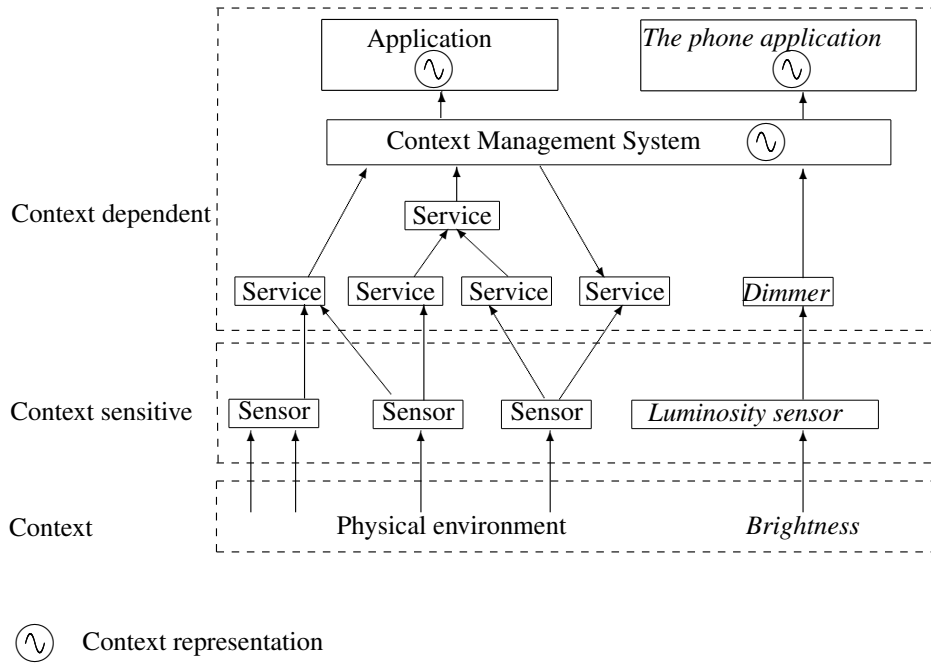 Application
The phone application
Context Management System
Context dependent
Service
Service
Service
Service
Service
Dimmer
Context sensitive
Sensor
Sensor
Sensor
Luminosity sensor
Context
Physical environment
Brightness
Context representation